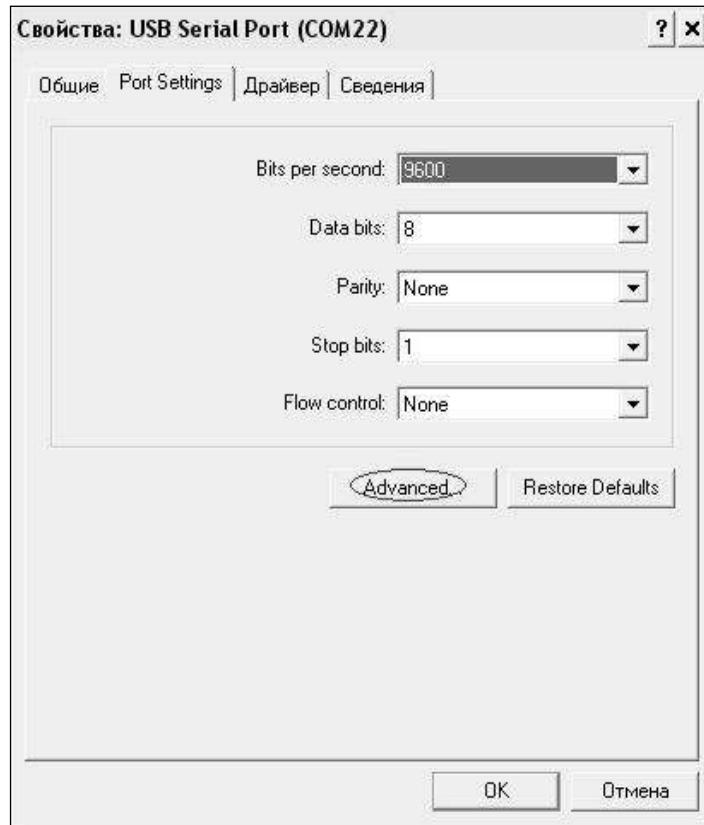 Свойства: USB Serial Port (COM22)
? ×
Общие Port Settings Драйвер Сведения
Bits per second: 9600
Data bits: 8
Parity: None
Stop bits: 1
Flow control: None
Advanced... Restore Defaults
OK Отмена